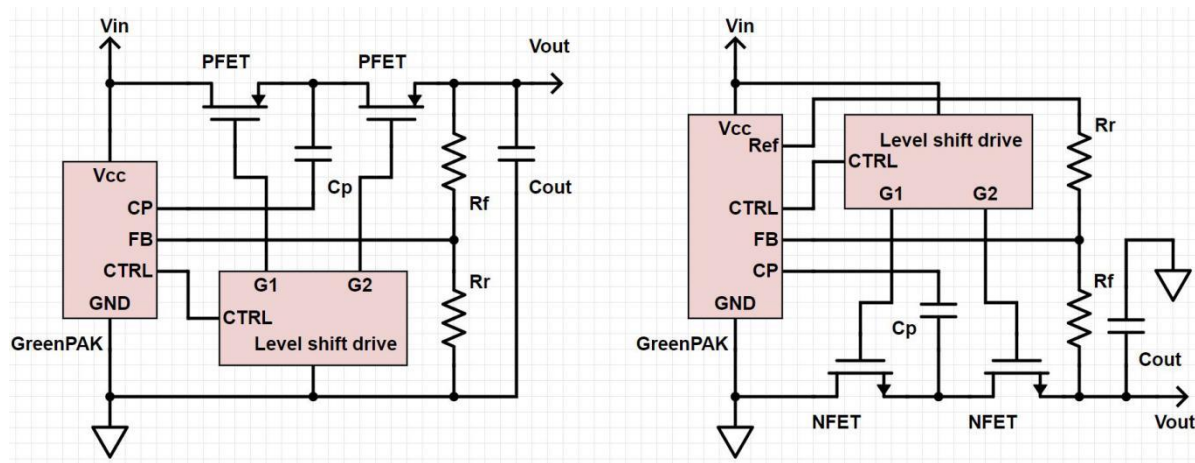 Vin
PFET
PFET
Vout
Vcc
CP
FB
CTRL
GND
GreenPAK
Cp
Rf
Cout
G1
G2
CTRL
Level shift drive
Rr
Vin
Vcc
Ref
CTRL
FB
CP
GND
GreenPAK
Level shift drive
CTRL
G1
G2
Rr
Rf
Cp
Cout
NFET
NFET
Vout